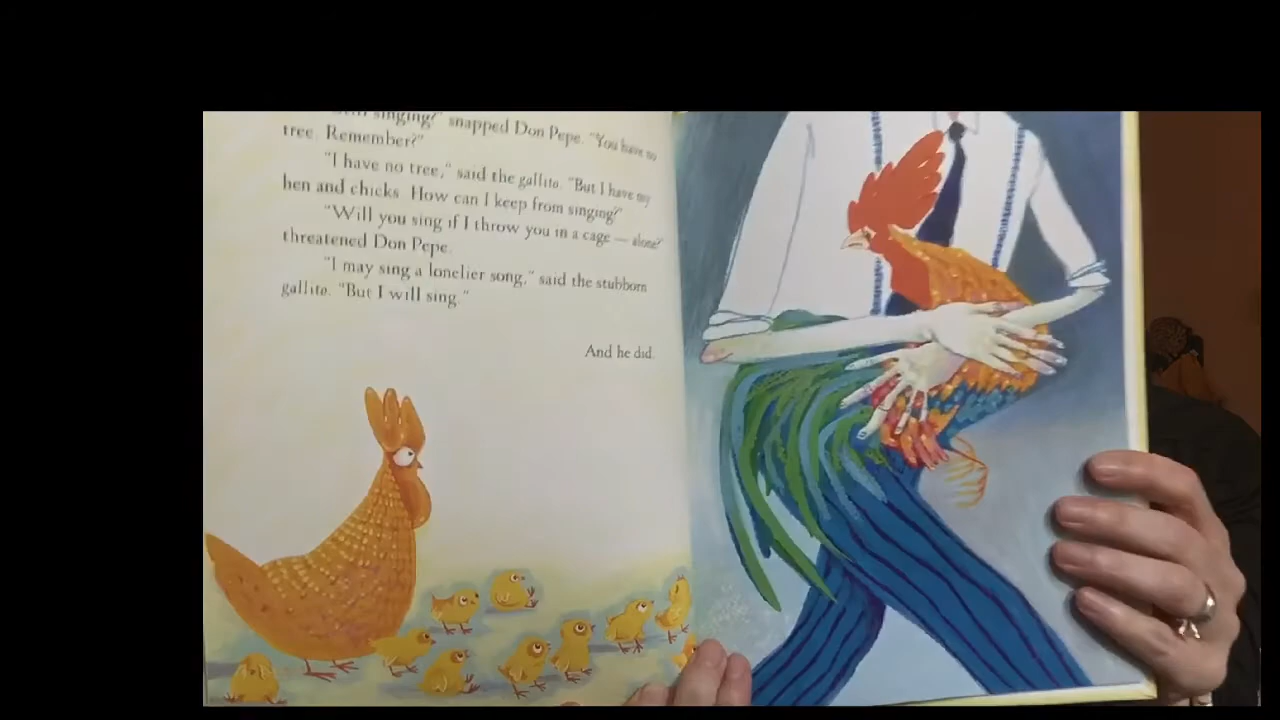 singing?" snapped Don Pepe. "You have no
tree. Remember?"
"I have no tree," said the gallito. "But I have my
hen and chicks. How can I keep from singing?"
"Will you sing if I throw you in a cage — alone?"
threatened Don Pepe.
"I may sing a lonelier song," said the stubborn
gallito. "But I will sing."
And he did.